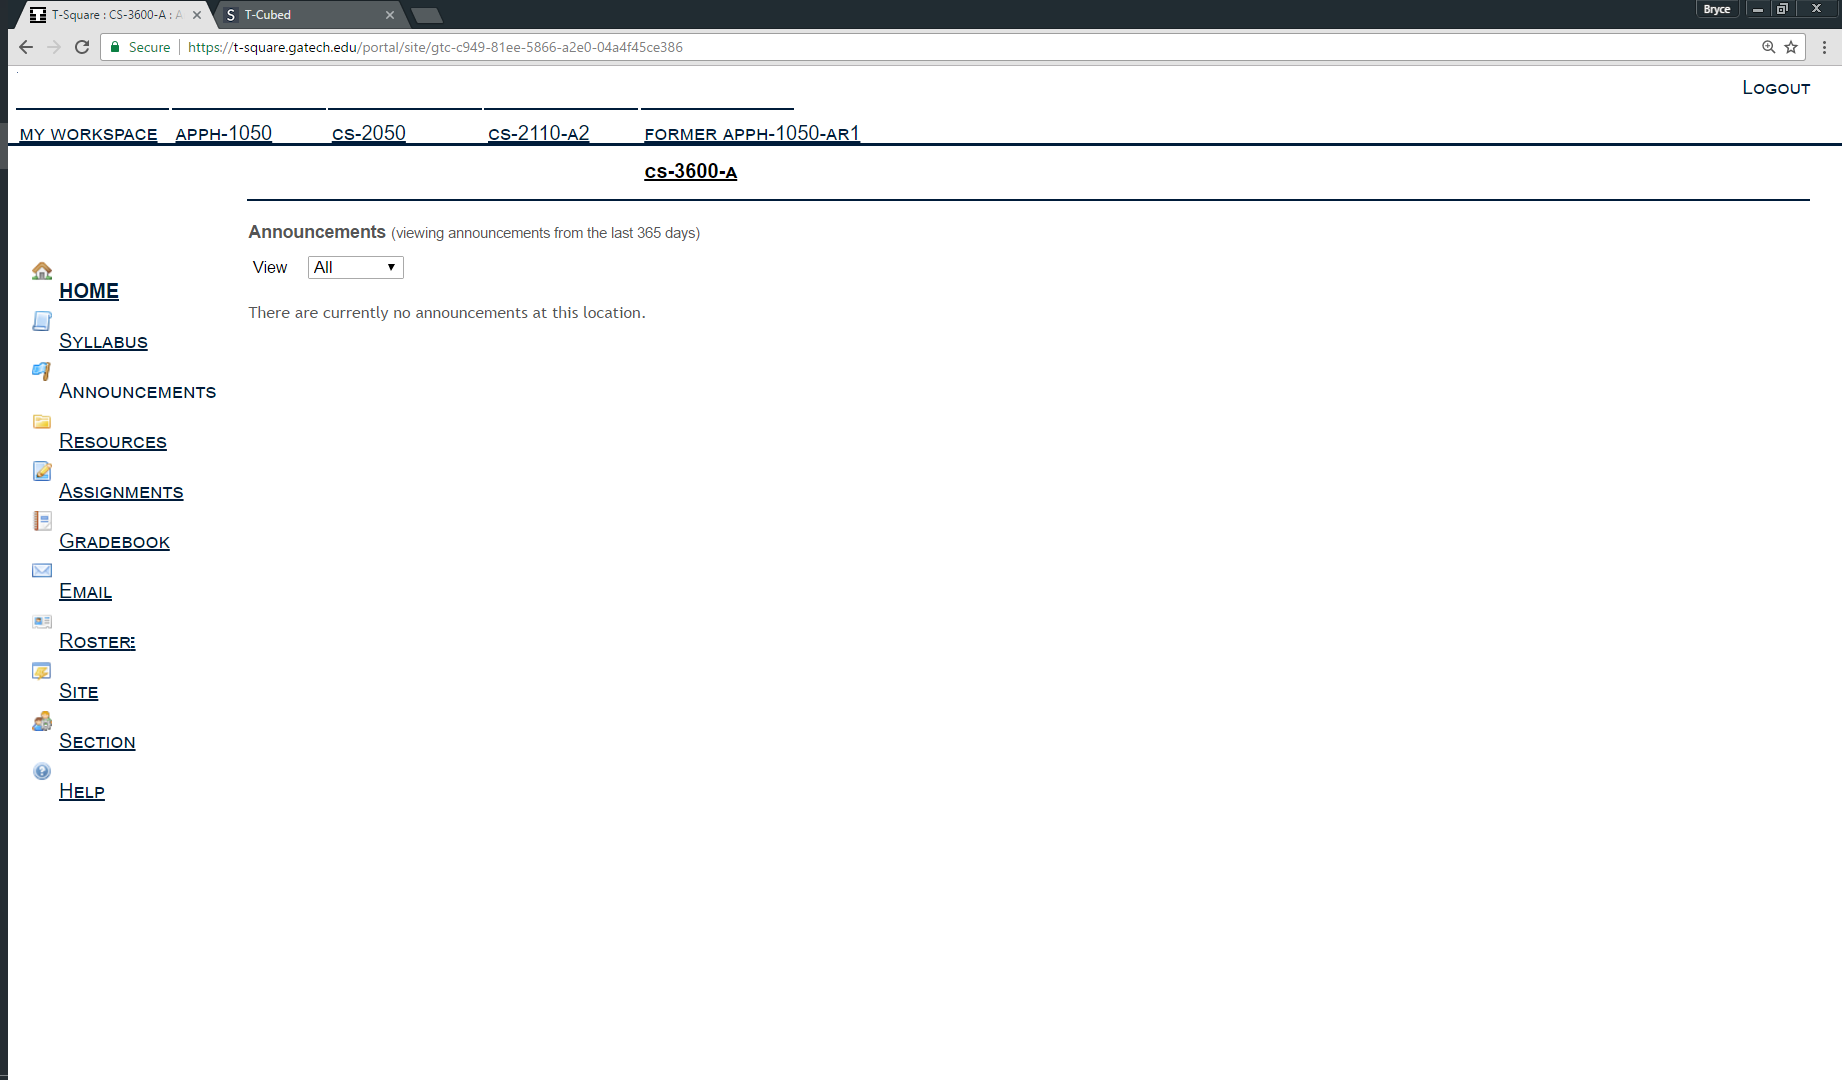 T-Square : CS-3600-A : A
T-Cubed
Bryce
Secure https://t-square.gatech.edu/portal/site/gtc-c949-81ee-5866-a2e0-04a4f45ce386
Logout
MY WORKSPACE APPH-1050 CS-2050 CS-2110-A2 FORMER APPH-1050-AR1
CS-3600-A
Announcements (viewing announcements from the last 365 days)
View All
There are currently no announcements at this location.
HOME
Syllabus
Announcements
Resources
Assignments
Gradebook
Email
Roster
Site
Section
Help